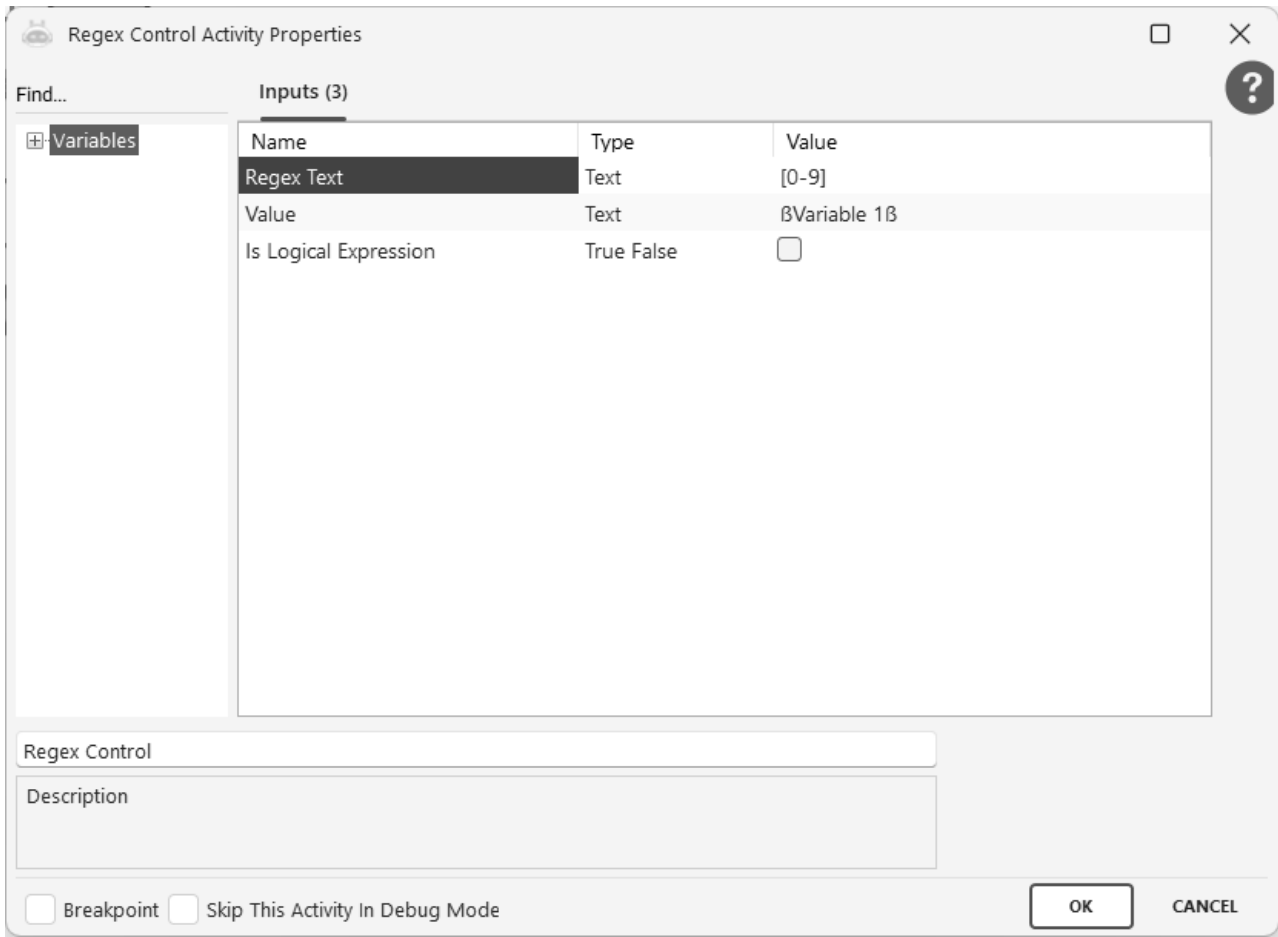 Regex Control Activity Properties
Find...
Inputs (3)
?
Variables
Name Type Value
Regex Text Text [0-9]
Value Text ßVariable 1ß
Is Logical Expression True False
Regex Control
Description
Breakpoint Skip This Activity In Debug Mode OK CANCEL